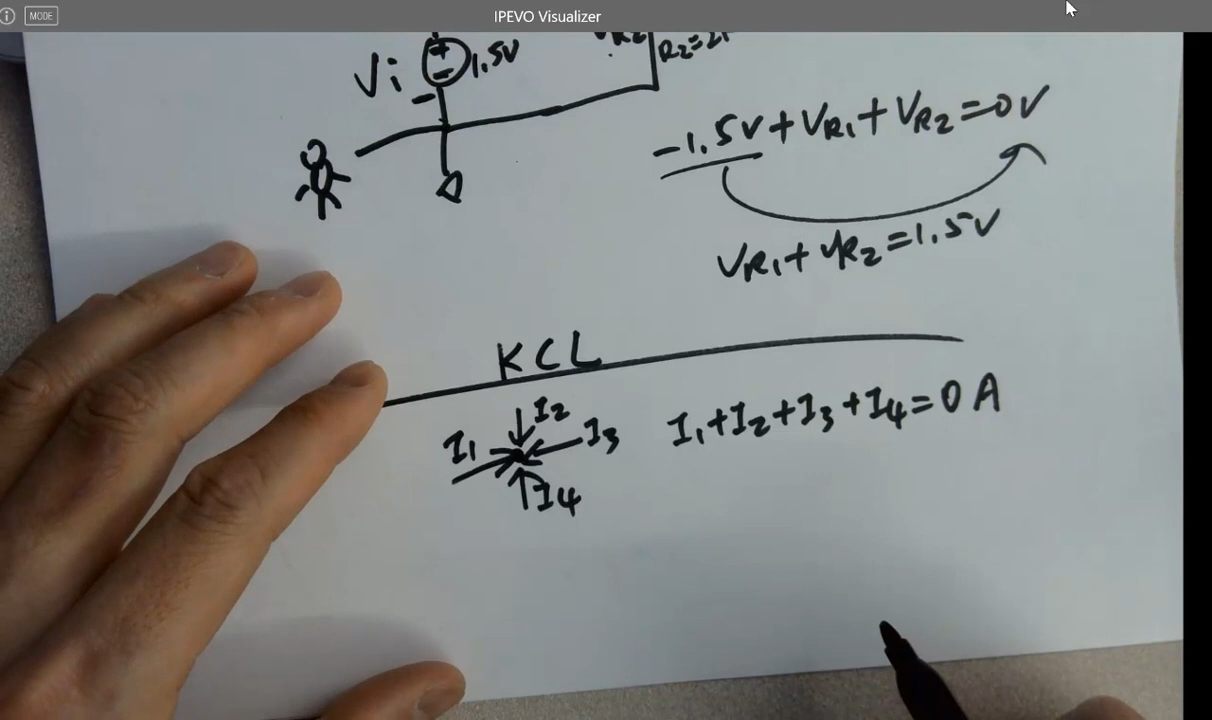 MODE
IPEVO Visualizer
Vi
+
-
1.5V
R2=2
-1.5V+VR1+VR2=0V
VR1+VR2=1.5V
KCL
I2
I1
I3
I4
I1+I2+I3+I4=0A